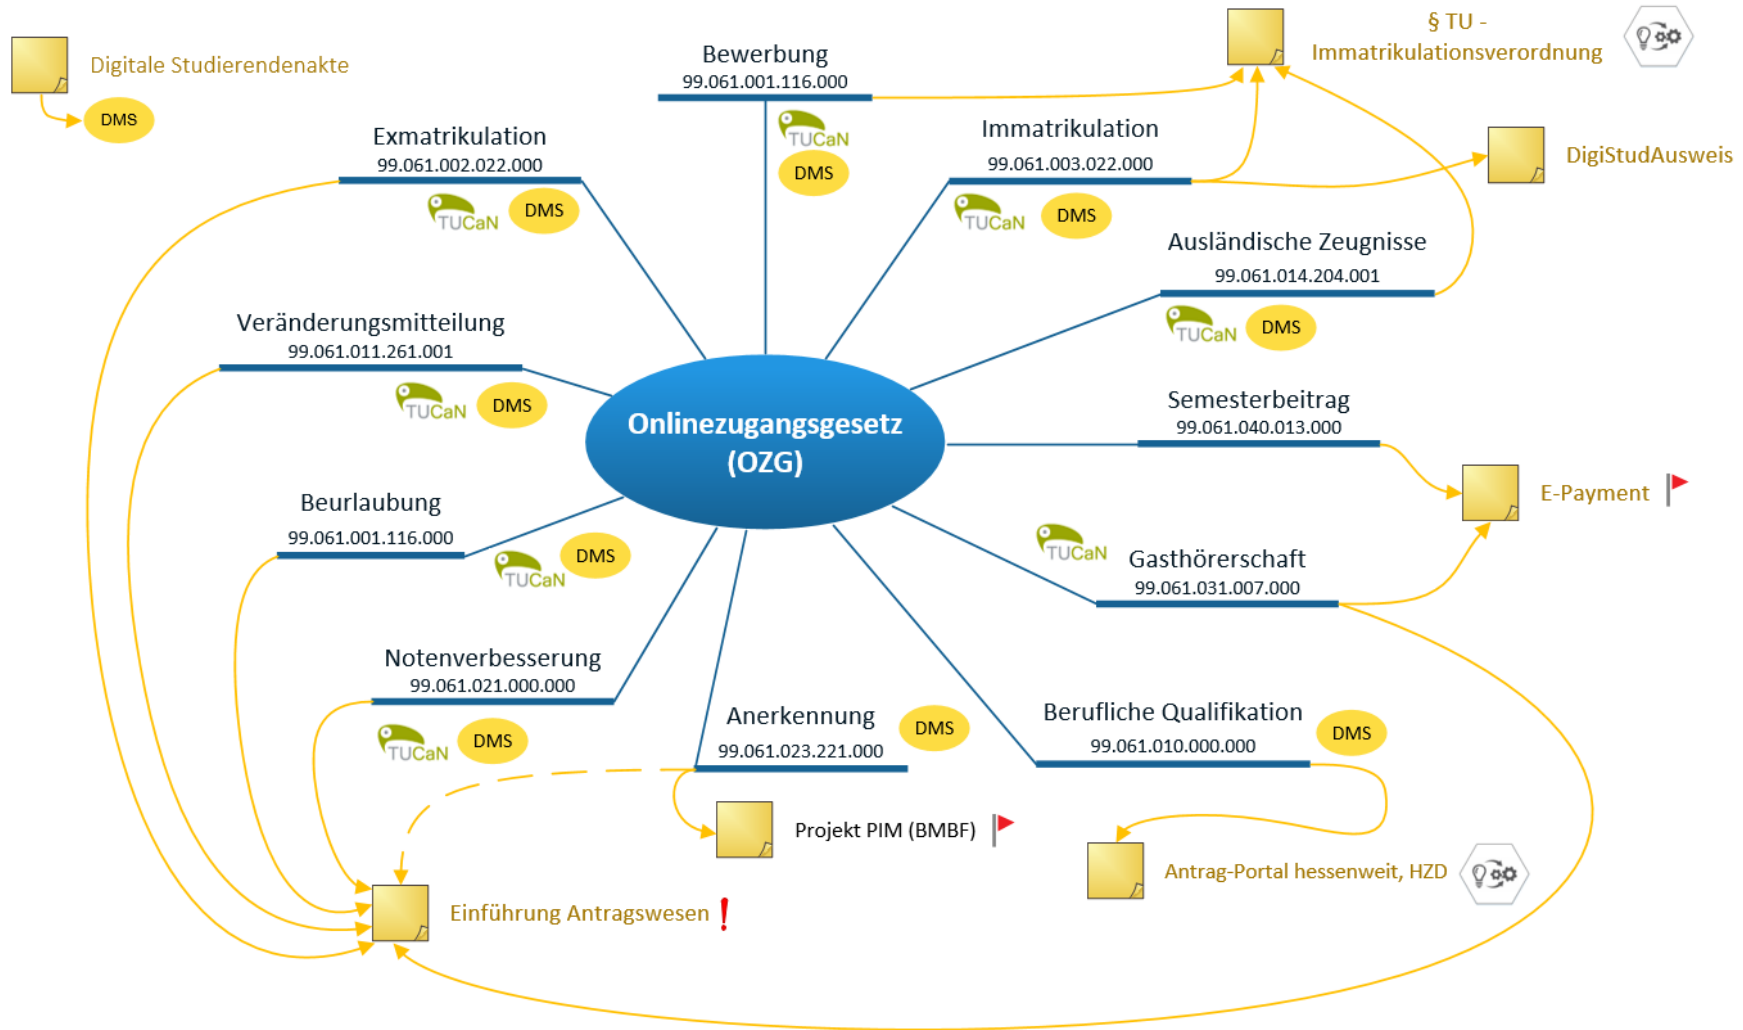 Digitale Studierendenakte
DMS
Bewerbung
99.061.001.116.000
TUCaN
DMS
§ TU -
Immatrikulationsverordnung
Exmatrikulation
99.061.002.022.000
TUCaN
DMS
Immatrikulation
99.061.003.022.000
TUCaN
DMS
DigiStudAusweis
Ausländische Zeugnisse
99.061.014.204.001
TUCaN
DMS
Veränderungsmitteilung
99.061.011.261.001
TUCaN
DMS
Onlinezugangsgesetz
(OZG)
Semesterbeitrag
99.061.040.013.000
E-Payment
Beurlaubung
99.061.001.116.000
TUCaN
DMS
TUCaN
Gasthörerschaft
99.061.031.007.000
Notenverbesserung
99.061.021.000.000
TUCaN
DMS
Anerkennung
99.061.023.221.000
DMS
Berufliche Qualifikation
99.061.010.000.000
DMS
Projekt PIM (BMBF)
Antrag-Portal hessenweit, HZD
Einführung Antragswesen !